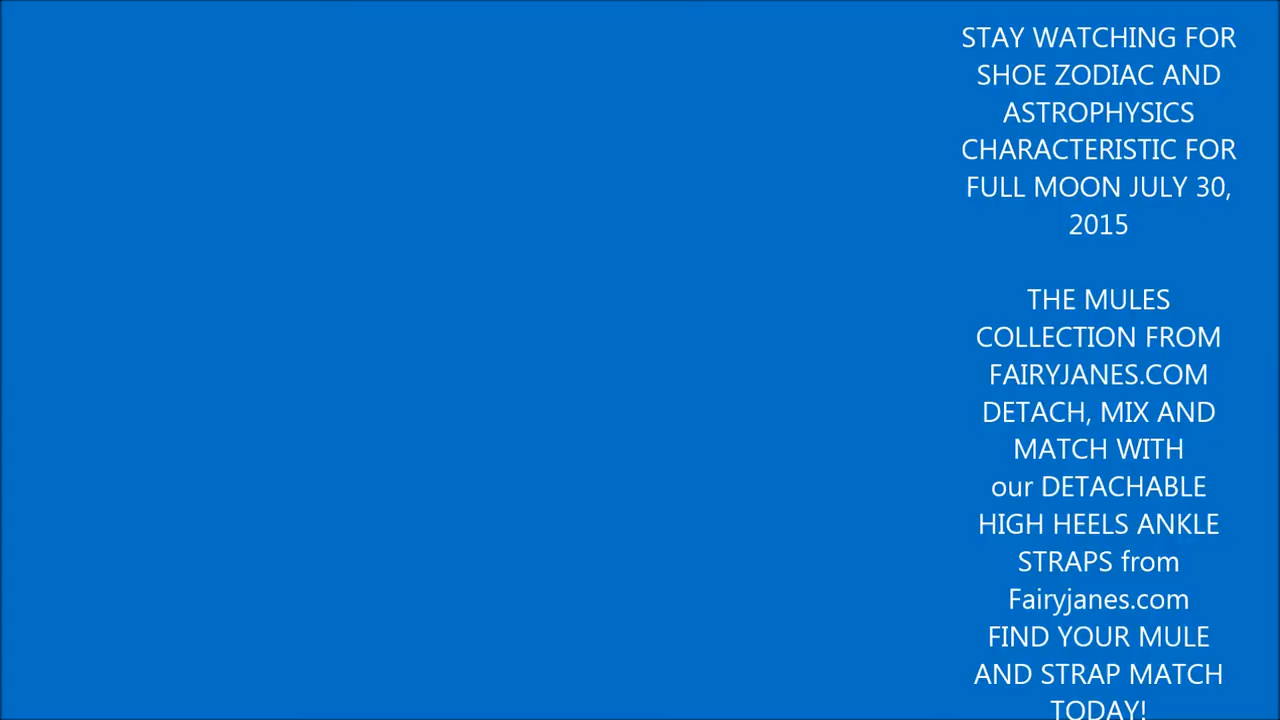 STAY WATCHING FOR
SHOE ZODIAC AND
ASTROPHYSICS
CHARACTERISTIC FOR
FULL MOON JULY 30,
2015
THE MULES
COLLECTION FROM
FAIRYJANES.COM
DETACH, MIX AND
MATCH WITH
our DETACHABLE
HIGH HEELS ANKLE
STRAPS from
Fairyjanes.com
FIND YOUR MULE
AND STRAP MATCH
TODAY!